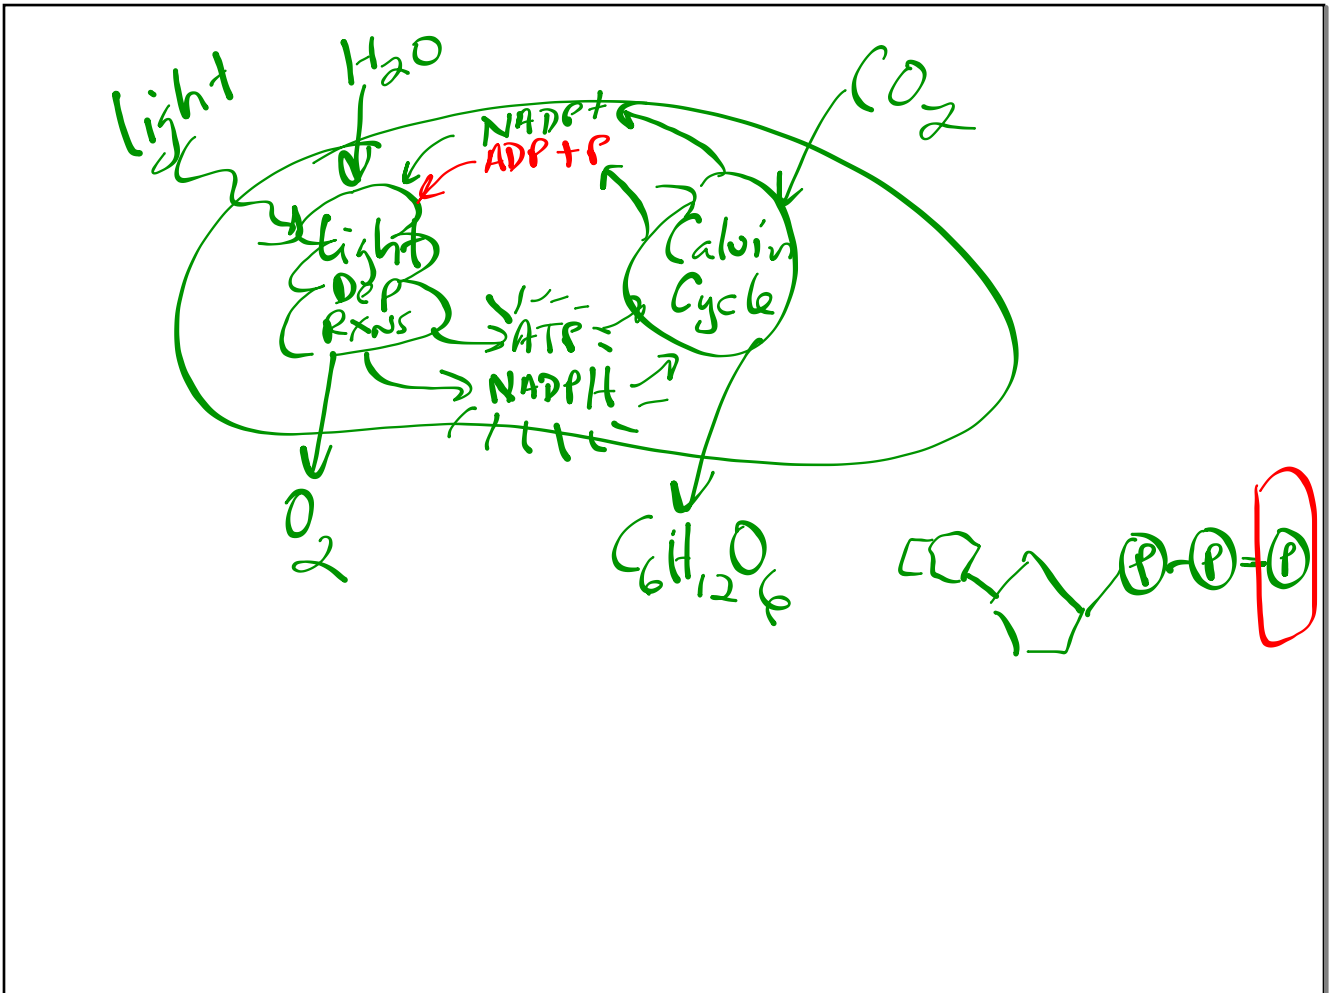 light
H2O
CO2
NADP+
ADP + P
Light
Dep
Rxns
Calvin
Cycle
ATP
NADPH
O2
C6H12O6
P P P